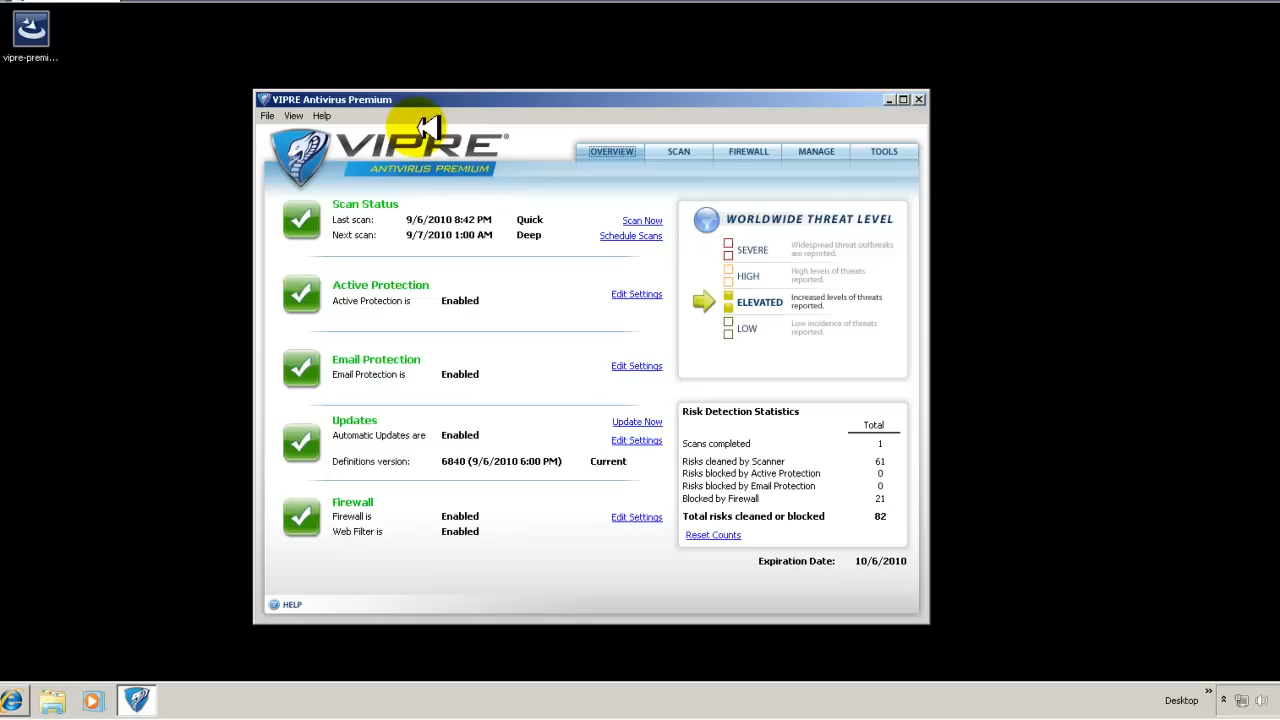 vipre-premi...
VIPRE Antivirus Premium
File View Help
VIPRE®
ANTIVIRUS PREMIUM
OVERVIEW SCAN FIREWALL MANAGE TOOLS
Scan Status
Last scan: 9/6/2010 8:42 PM Quick Scan Now
Next scan: 9/7/2010 1:00 AM Deep Schedule Scans
Active Protection
Active Protection is Enabled Edit Settings
Email Protection
Email Protection is Enabled Edit Settings
Updates
Update Now
Automatic Updates are Enabled Edit Settings
Definitions version: 6840 (9/6/2010 6:00 PM) Current
Firewall
Firewall is Enabled Edit Settings
Web Filter is Enabled
WORLDWIDE THREAT LEVEL
SEVERE Widespread threat outbreaks
are reported.
HIGH High levels of threats
reported.
ELEVATED Increased levels of threats
reported.
LOW Low incidence of threats
reported.
Risk Detection Statistics
Total
Scans completed 1
Risks cleaned by Scanner 61
Risks blocked by Active Protection 0
Risks blocked by Email Protection 0
Blocked by Firewall 21
Total risks cleaned or blocked 82
Reset Counts
Expiration Date: 10/6/2010
HELP
Desktop